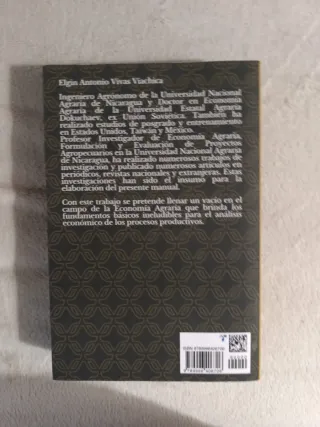 Elgin Antonio Vivas Viachica
Ingeniero Agrónomo de la Universidad Nacional
Agraria de Nicaragua y Doctor en Economía
Agraria de la Universidad Estatal Agraria
Dokuchaev, ex Unión Soviética. También ha
realizado estudios de posgrado y entrenamiento
en Estados Unidos, Taiwán y México.
Profesor Investigador de Economía Agraria,
Formulación y Evaluación de Proyectos
Agropecuarios en la Universidad Nacional Agraria
de Nicaragua, ha realizado numerosos trabajos de
investigación y publicado numerosos artículos en
periódicos, revistas nacionales y extranjeras. Estas
investigaciones han sido el insumo para la
elaboración del presente manual.
Con este trabajo se pretende llenar un vacío en el
campo de la Economía Agraria que brinda los
fundamentos básicos ineludibles para el análisis
económico de los procesos productivos.